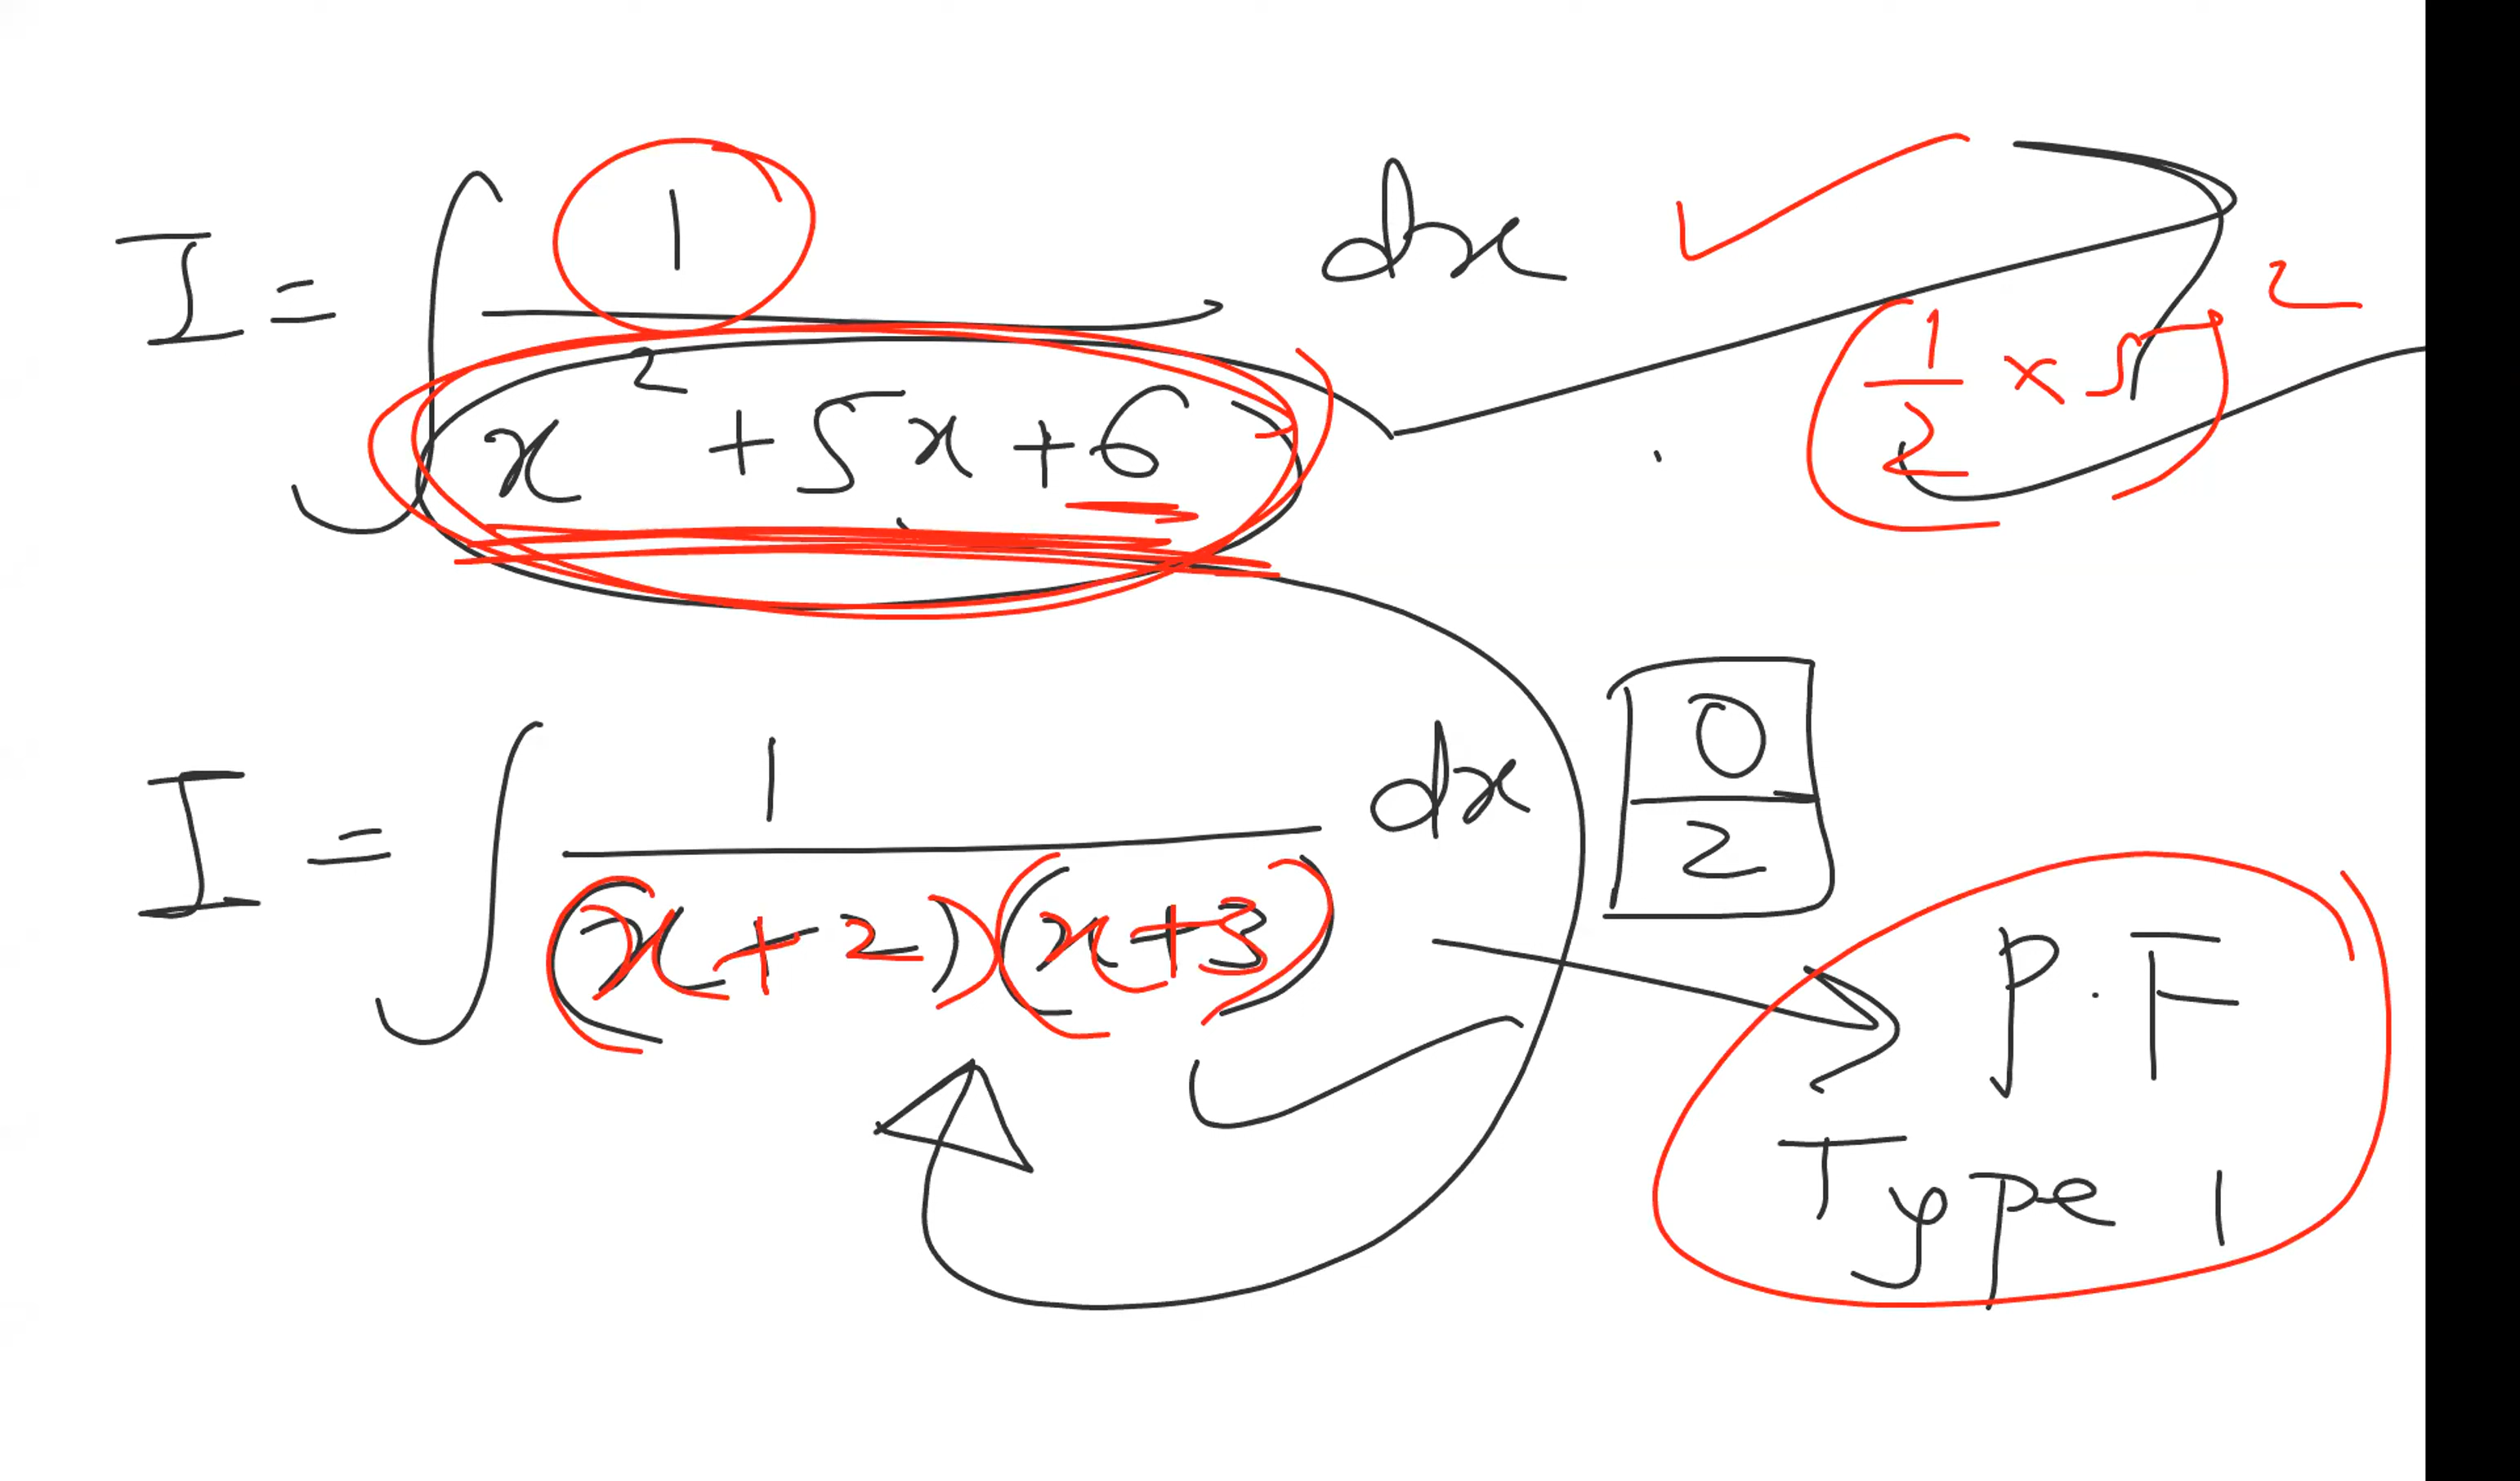 I = ∫ 1 / (x² + 5x + 6) dx
(1/2 × 5)²
I = ∫ 1 / ((x + 2)(x + 3)) dx
0/2
P.F
Type 1